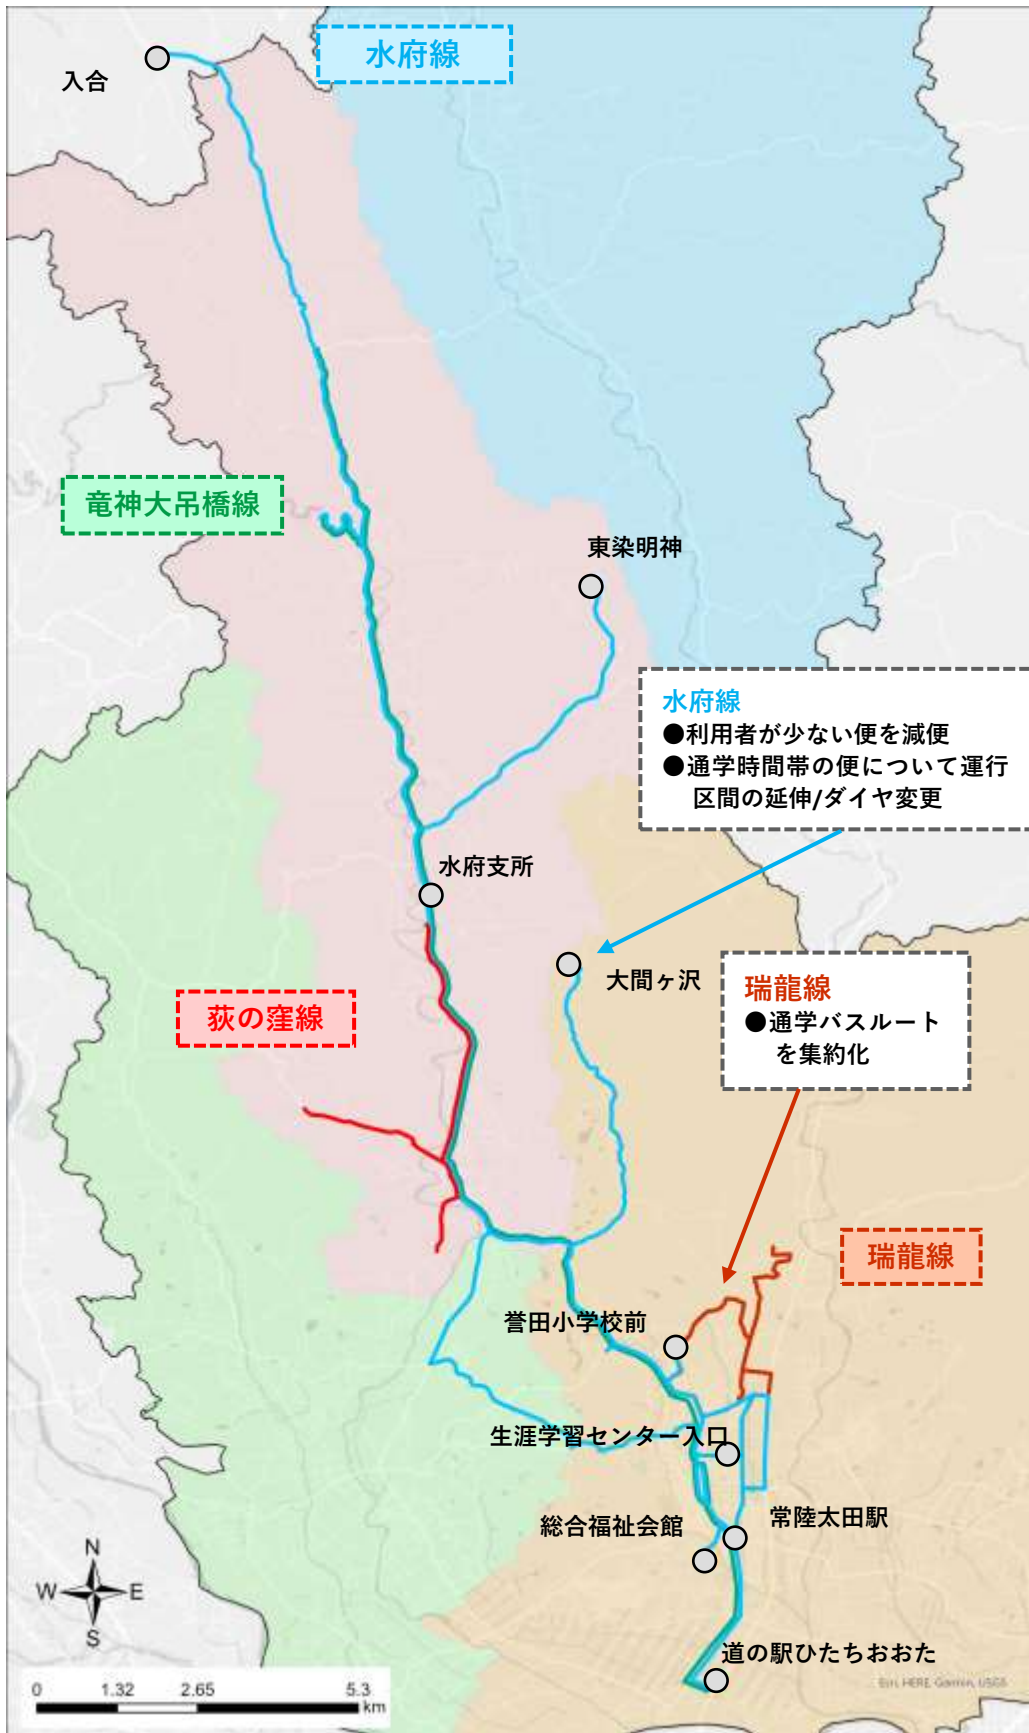 水府線
入合
竜神大吊橋線
東染明神
水府線
●利用者が少ない便を減便
●通学時間帯の便について運行
区間の延伸/ダイヤ変更
水府支所
大間ヶ沢
瑞龍線
●通学バスルート
を集約化
荻の窪線
瑞龍線
誉田小学校前
生涯学習センター入口
総合福祉会館
常陸太田駅
道の駅ひたちおおた
N
W
E
S
0 1.32 2.65 5.3
km
Esri, HERE, Garmin, USGS